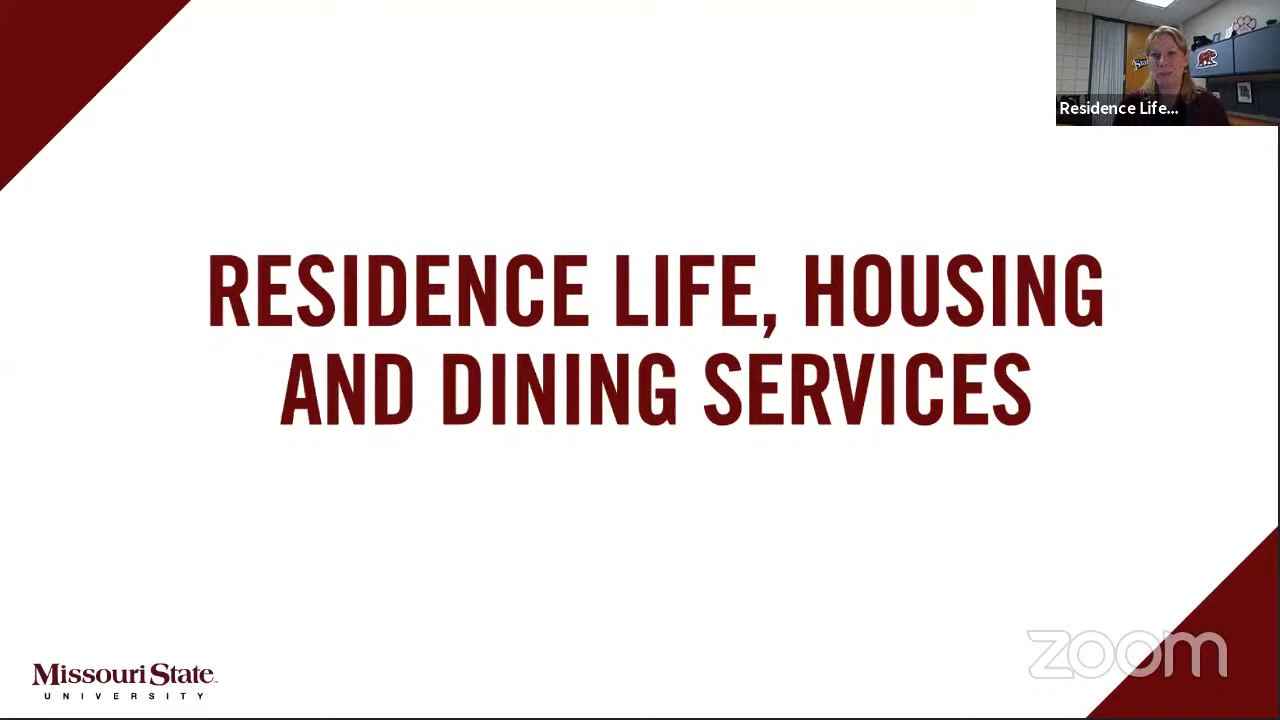 Residence Life...
RESIDENCE LIFE, HOUSING
AND DINING SERVICES
Missouri State
UNIVERSITY
zoom